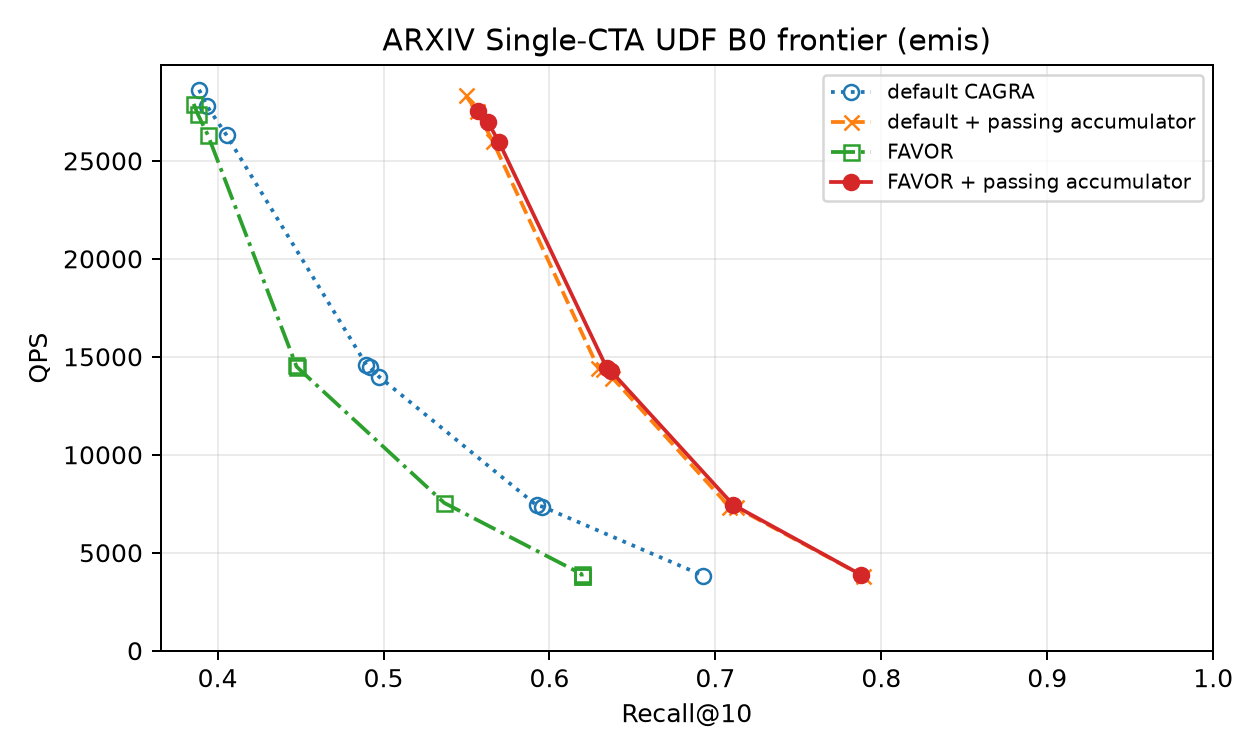 ARXIV Single-CTA UDF B0 frontier (emis)
default CAGRA
default + passing accumulator
FAVOR
FAVOR + passing accumulator
QPS
25000
20000
15000
10000
5000
0
0.4 0.5 0.6 0.7 0.8 0.9 1.0
Recall@10